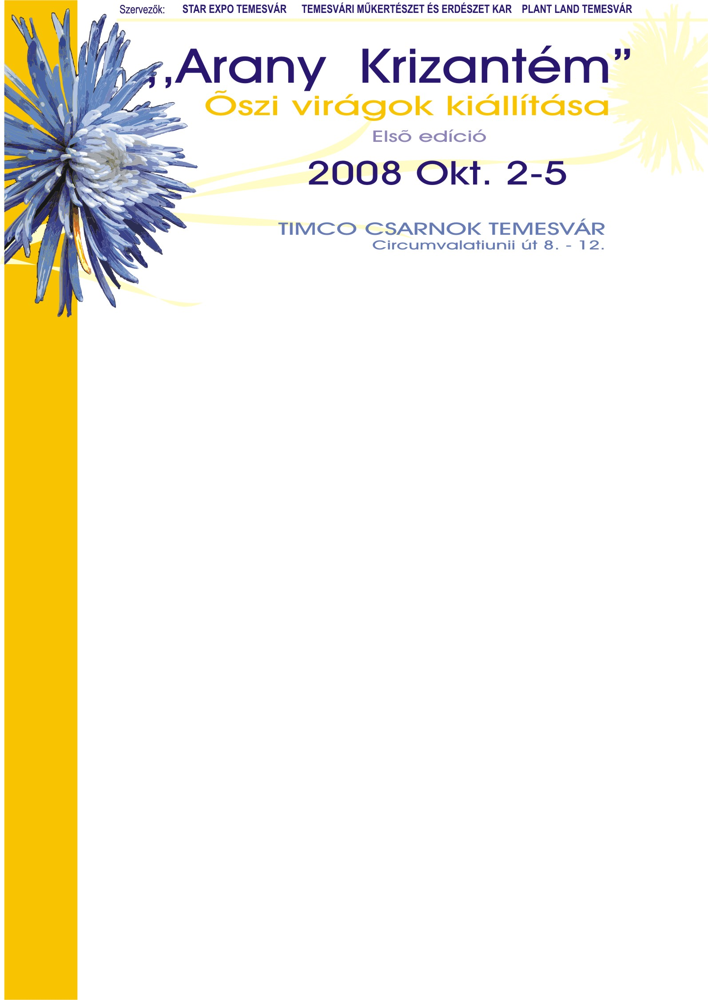 Szervezők: STAR EXPO TEMESVÁR TEMESVÁRI MŰKERTÉSZET ÉS ERDÉSZET KAR PLANT LAND TEMESVÁR
,,Arany Krizantém”
Õszi virágok kiállítása
Elsõ edíció
2008 Okt. 2-5
TIMCO CSARNOK TEMESVÁR
Circumvalatiunii út 8. - 12.